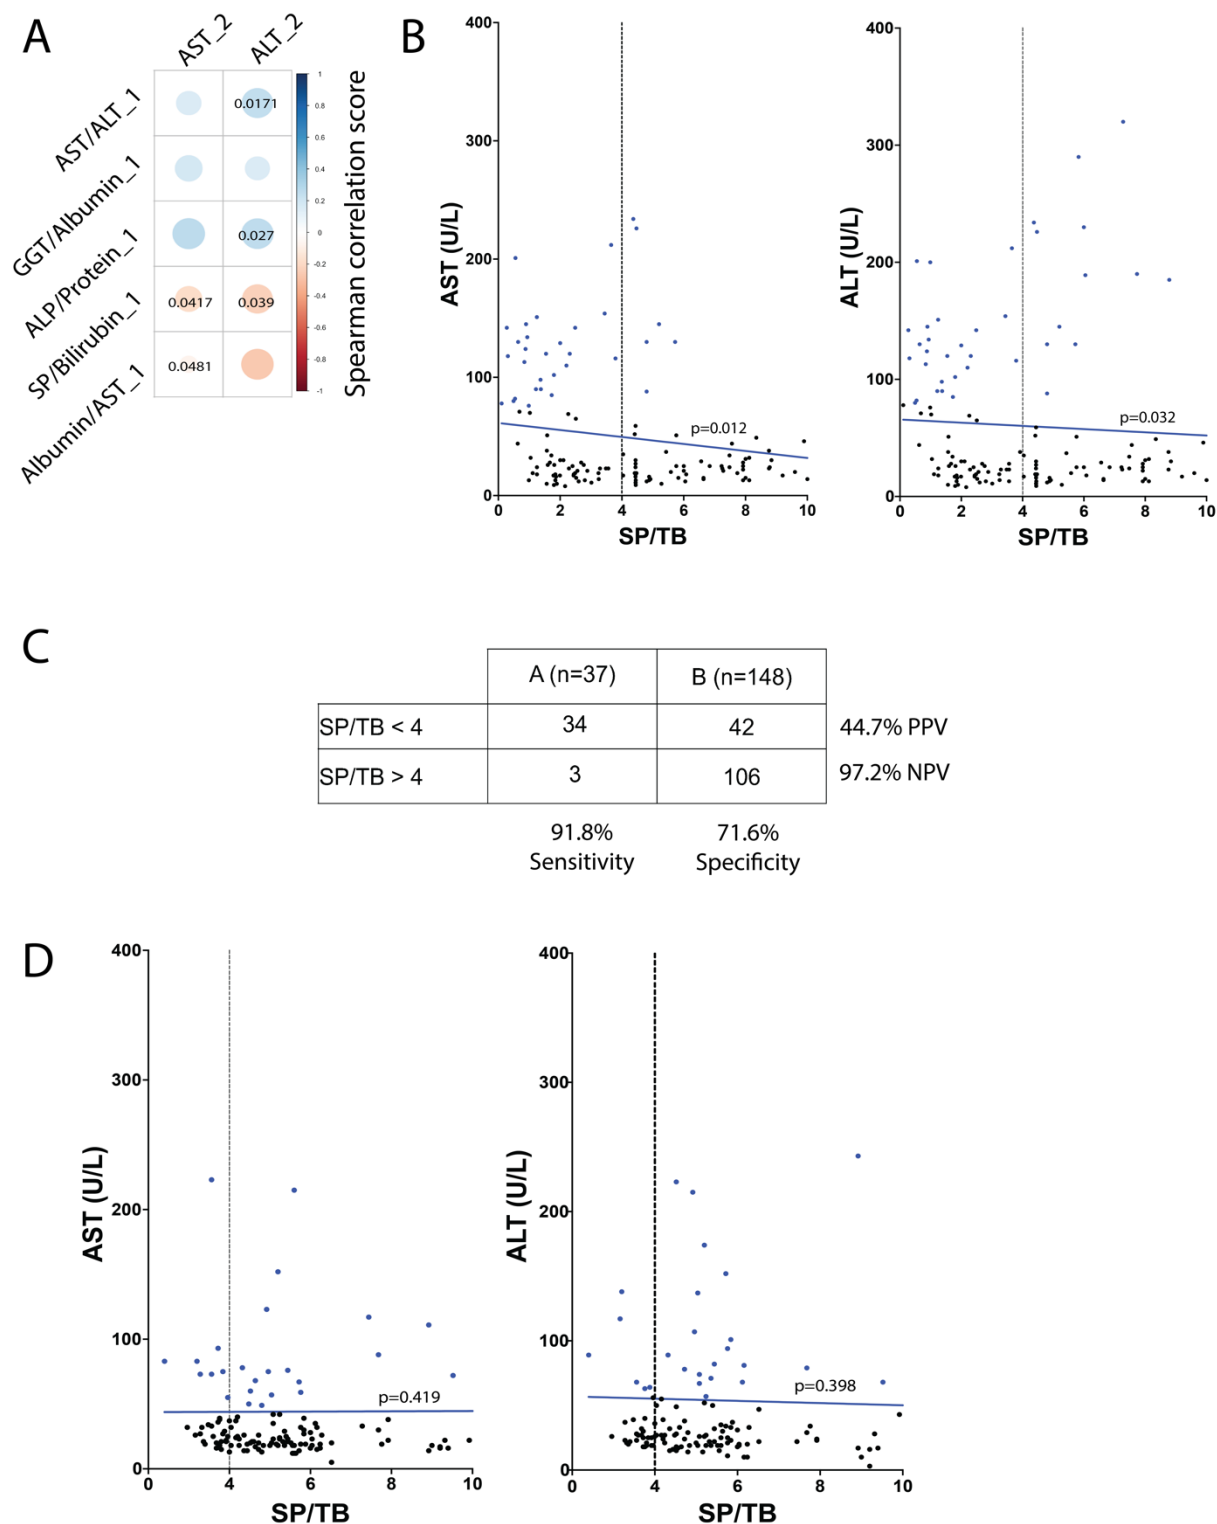 A
AST_2
ALT_2
AST/ALT_1
GGT/Albumin_1
ALP/Protein_1
SP/Bilirubin_1
Albumin/AST_1
0.0171
0.027
0.0417
0.039
0.0481
1
0.8
0.6
0.4
0.2
0
-0.2
-0.4
-0.6
-0.8
-1
Spearman correlation score
B
AST (U/L)
400
300
200
100
0
p=0.012
0 2 4 6 8 10
SP/TB
ALT (U/L)
400
300
200
100
0
p=0.032
0 2 4 6 8 10
SP/TB
C
A (n=37) B (n=148)
SP/TB < 4 34 42 44.7% PPV
SP/TB > 4 3 106 97.2% NPV
91.8% 71.6%
Sensitivity Specificity
D
AST (U/L)
400
300
200
100
0
p=0.419
0 2 4 6 8 10
SP/TB
ALT (U/L)
400
300
200
100
0
p=0.398
0 2 4 6 8 10
SP/TB